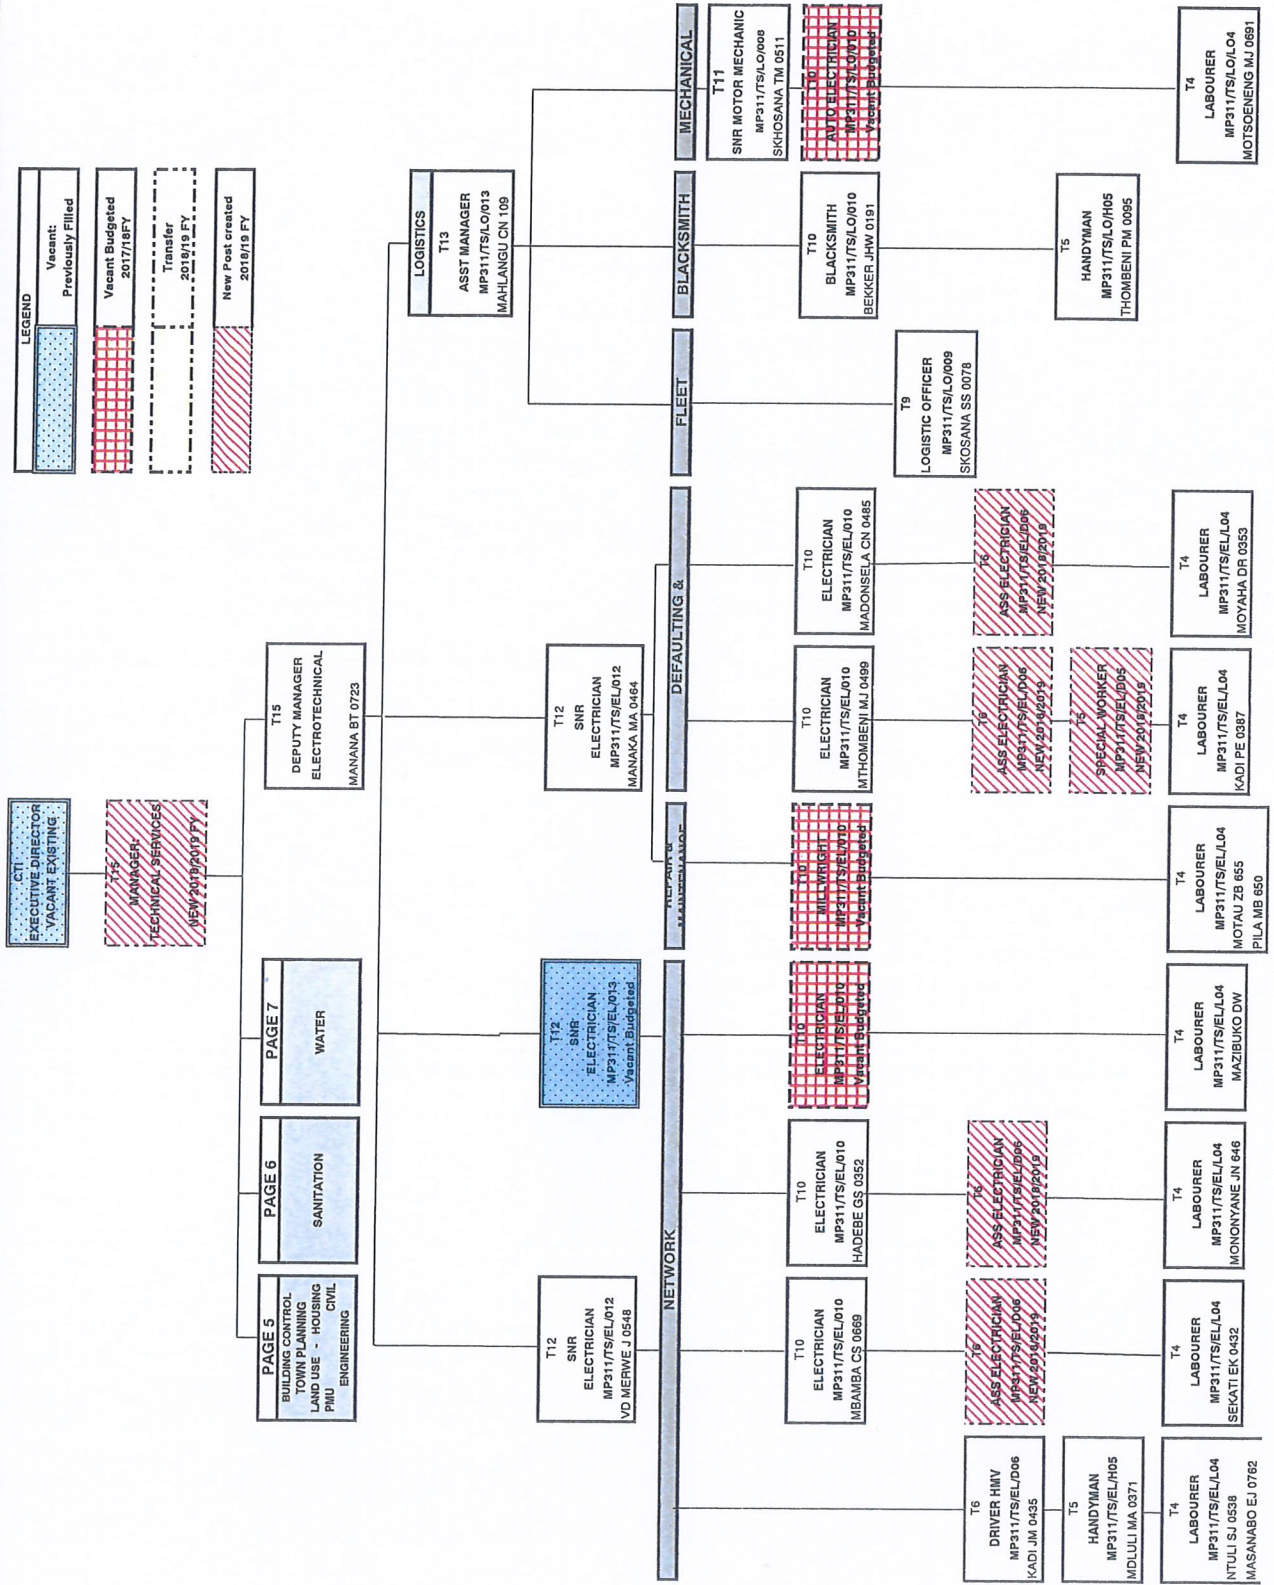 LEGEND
Vacant:
Previously Filled
Vacant Budgeted
2017/18FY
Transfer
2018/19 FY
New Post created
2018/19 FY
CTI
EXECUTIVE DIRECTOR
VACANT EXISTING
T15
MANAGER:
TECHNICAL SERVICES
NEW 2018/2019 FY
PAGE 5
BUILDING CONTROL
TOWN PLANNING
LAND USE - HOUSING
PMU CIVIL
ENGINEERING
PAGE 6
SANITATION
PAGE 7
WATER
T15
DEPUTY MANAGER
ELECTROTECHNICAL
MANANA BT 0723
LOGISTICS
T13
ASST MANAGER
MP311/TS/LO/013
MAHLANGU CN 109
T12
SNR
ELECTRICIAN
MP311/TS/EL/012
VD MERWE J 0548
T12
SNR
ELECTRICIAN
MP311/TS/EL/013
Vacant Budgeted
T12
SNR
ELECTRICIAN
MP311/TS/EL/012
MANAKA MA 0464
NETWORK
REPAIR &
MAINTENANCE
DEFAULTING &
FLEET
BLACKSMITH
MECHANICAL
T11
SNR MOTOR MECHANIC
MP311/TS/LO/008
SKHOSANA TM 0511
T10
ELECTRICIAN
MP311/TS/EL/010
MBAMBA CS 0669
T10
ELECTRICIAN
MP311/TS/EL/010
HADEBE GS 0352
T10
ELECTRICIAN
MP311/TS/EL/010
Vacant Budgeted
T10
MILLWRIGHT
MP311/TS/EL/010
Vacant Budgeted
T10
ELECTRICIAN
MP311/TS/EL/010
MTHOMBENI MJ 0499
T10
ELECTRICIAN
MP311/TS/EL/010
MADONSELA CN 0485
T10
BLACKSMITH
MP311/TS/LO/010
BEKKER JHW 0191
T10
AUTO ELECTRICIAN
MP311/TS/LO/010
Vacant Budgeted
T9
LOGISTIC OFFICER
MP311/TS/LO/009
SKOSANA SS 0078
T6
DRIVER HMV
MP311/TS/EL/D06
KADI JM 0435
T6
ASS ELECTRICIAN
MP311/TS/EL/D06
NEW 2018/2019
T6
ASS ELECTRICIAN
MP311/TS/EL/D06
NEW 2018/2019
T6
ASS ELECTRICIAN
MP311/TS/EL/D06
NEW 2018/2019
T6
ASS ELECTRICIAN
MP311/TS/EL/D06
NEW 2018/2019
T5
HANDYMAN
MP311/TS/EL/H05
MDLULI MA 0371
T5
SPECIAL WORKER
MP311/TS/EL/D05
NEW 2018/2019
T5
HANDYMAN
MP311/TS/LO/H05
THOMBENI PM 0095
T4
LABOURER
MP311/TS/EL/L04
NTULI SJ 0538
MASANABO EJ 0762
T4
LABOURER
MP311/TS/EL/L04
SEKATI EK 0432
T4
LABOURER
MP311/TS/EL/L04
MONONYANE JN 646
T4
LABOURER
MP311/TS/EL/L04
MAZIBUKO DW
T4
LABOURER
MP311/TS/EL/L04
MOTAU ZB 655
PILA MB 650
T4
LABOURER
MP311/TS/EL/L04
KADI PE 0387
T4
LABOURER
MP311/TS/EL/L04
MOYAHA DR 0353
T4
LABOURER
MP311/TS/LO/LO4
MOTSOENENG MJ 0691